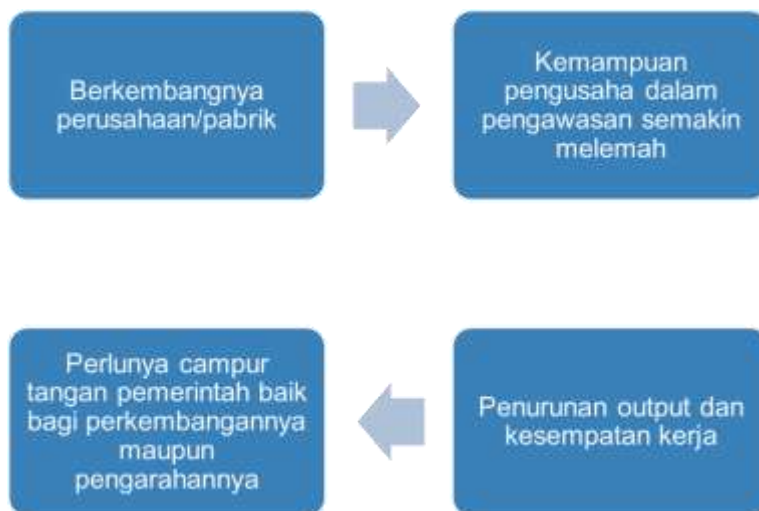 Berkembangnya
perusahaan/pabrik
Kemampuan
pengusaha dalam
pengawasan semakin
melemah
Perlunya campur
tangan pemerintah baik
bagi perkembangannya
maupun
pengarahannya
Penurunan output dan
kesempatan kerja